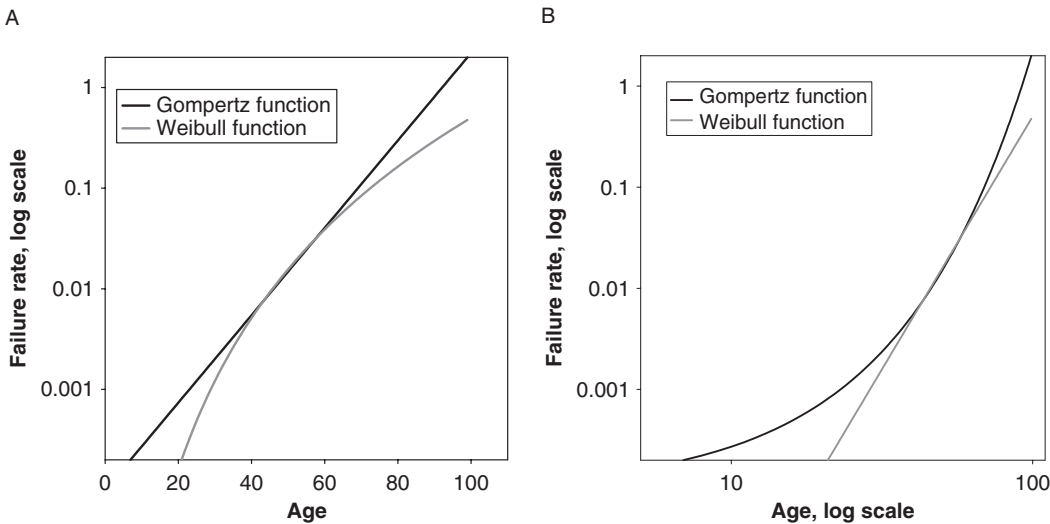 A
Gompertz function
Weibull function
1
0.1
0.01
0.001
Failure rate, log scale
0
20
40
60
80
100
Age
B
Gompertz function
Weibull function
1
0.1
0.01
0.001
Failure rate, log scale
10
100
Age, log scale